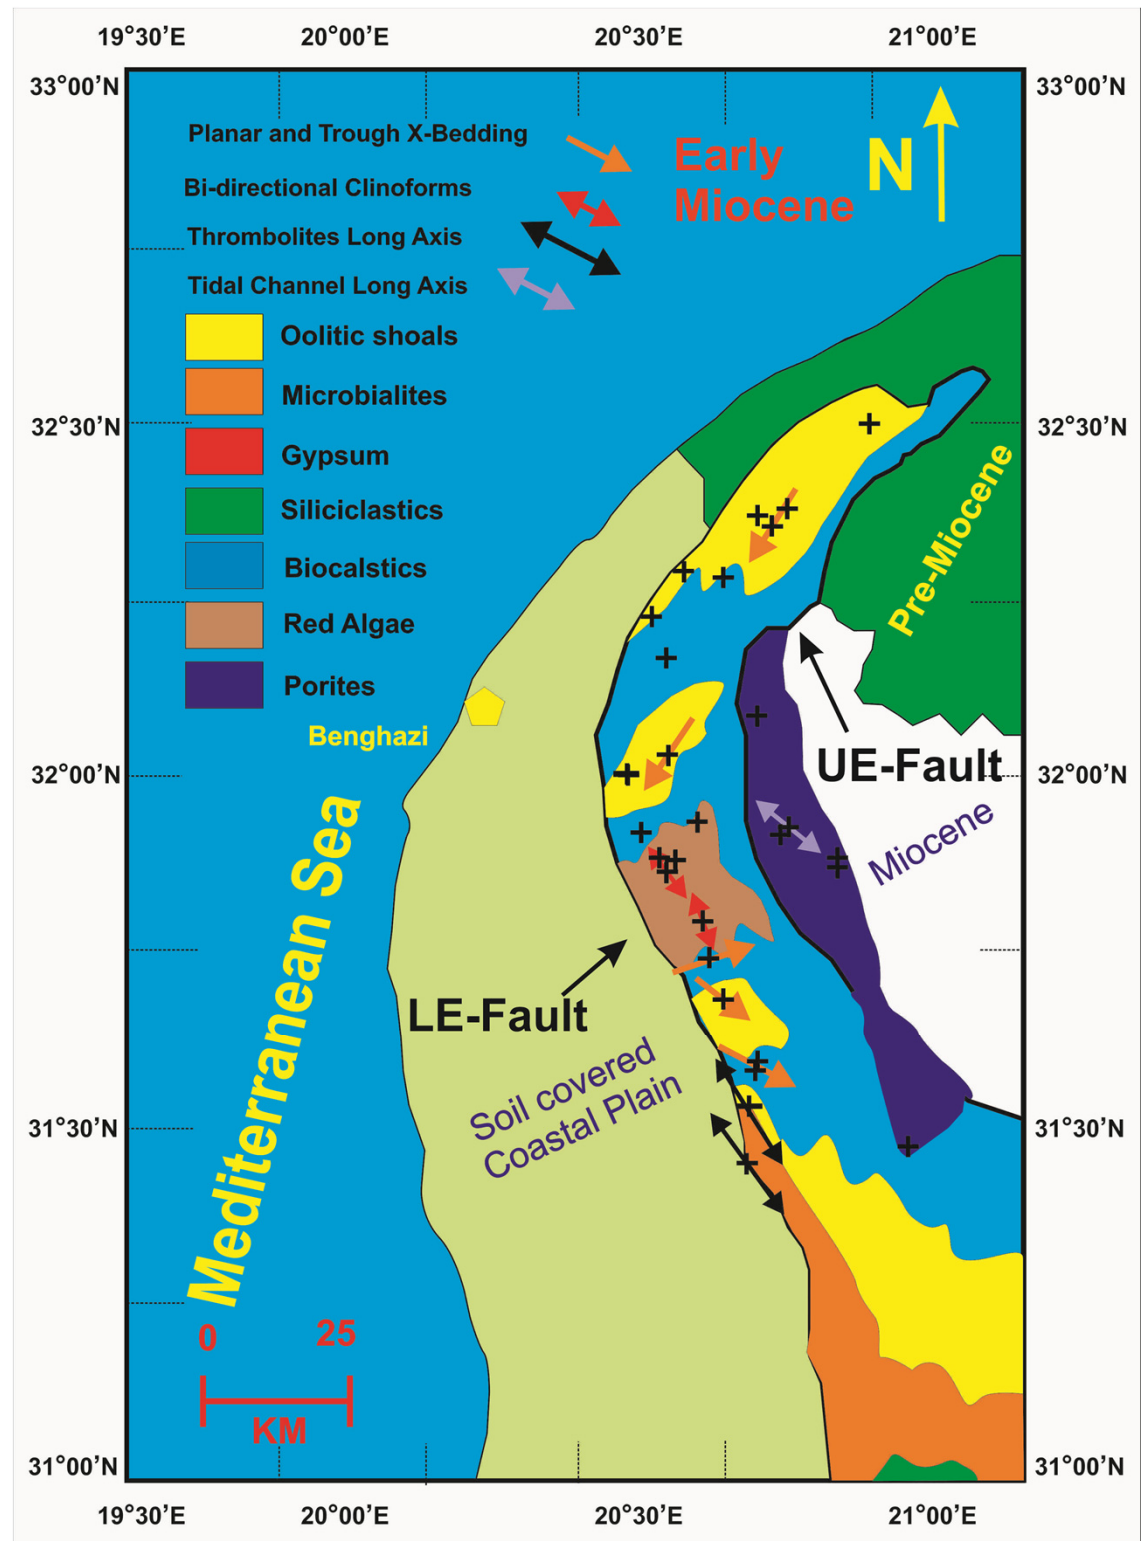 19°30’E 20°00’E 20°30’E 21°00’E
33°00’N 33°00’N
Planar and Trough X-Bedding
Early
Miocene
N
Bi-directional Clinoforms
Thrombolites Long Axis
Tidal Channel Long Axis
Oolitic shoals
Microbialites
32°30’N 32°30’N
Gypsum
Siliciclastics
Pre-Miocene
Biocalstics
Red Algae
Porites
Benghazi
UE-Fault
32°00’N 32°00’N
Miocene
Mediterranean Sea
LE-Fault
Soil covered
Coastal Plain
31°30’N 31°30’N
0 25
KM
31°00’N 31°00’N
19°30’E 20°00’E 20°30’E 21°00’E